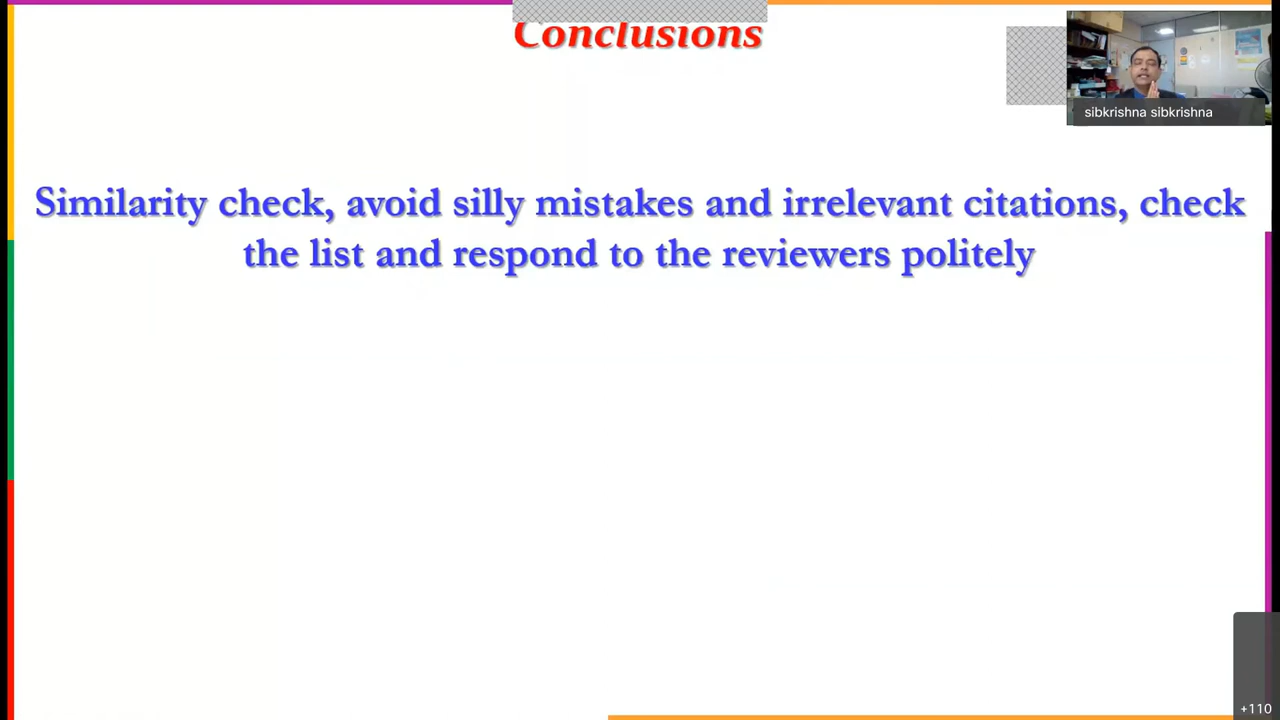 Conclusions
sibkrishna sibkrishna
Similarity check, avoid silly mistakes and irrelevant citations, check
the list and respond to the reviewers politely
+110